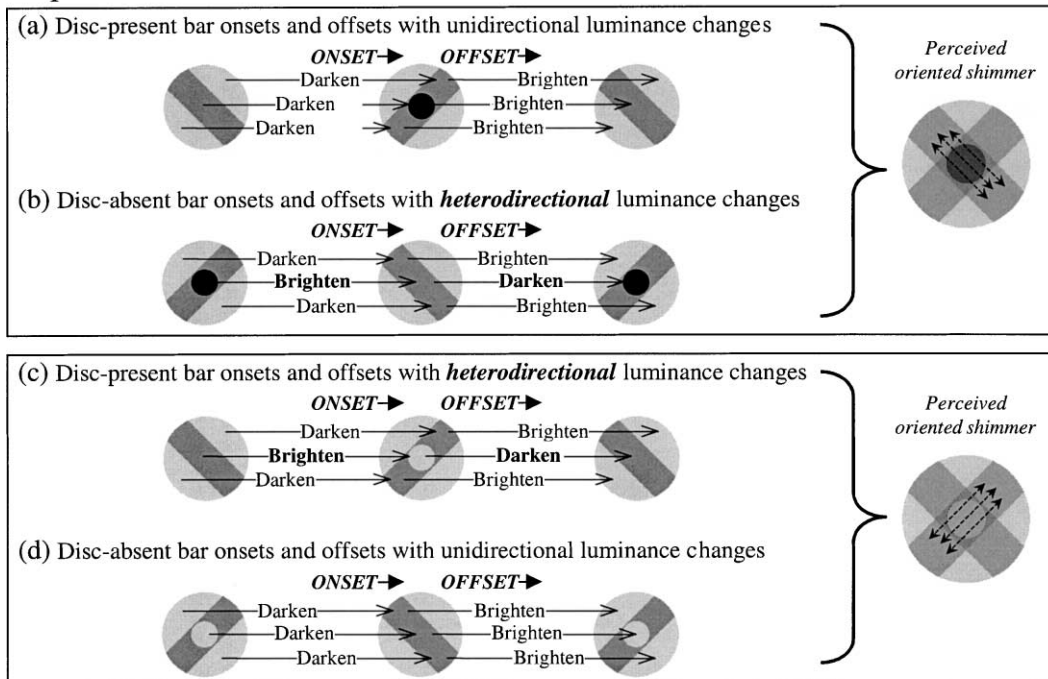 (a) Disc-present bar onsets and offsets with unidirectional luminance changes
ONSET OFFSET
Darken Brighten
Darken Brighten
Darken Brighten
Perceived
oriented shimmer
(b) Disc-absent bar onsets and offsets with heterodirectional luminance changes
ONSET OFFSET
Darken Brighten
Brighten Darken
Darken Brighten
(c) Disc-present bar onsets and offsets with heterodirectional luminance changes
ONSET OFFSET
Darken Brighten
Brighten Darken
Darken Brighten
Perceived
oriented shimmer
(d) Disc-absent bar onsets and offsets with unidirectional luminance changes
ONSET OFFSET
Darken Brighten
Darken Brighten
Darken Brighten